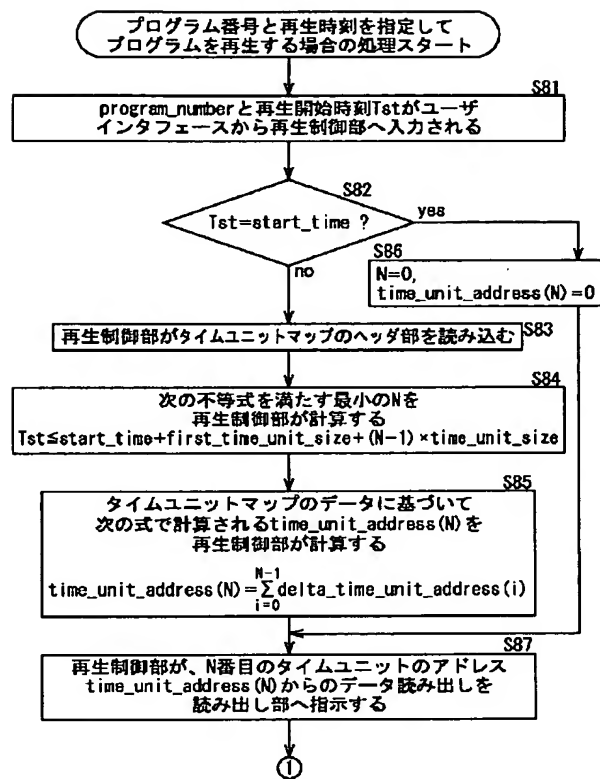 プログラム番号と再生時刻を指定して
プログラムを再生する場合の処理スタート
S81
program_numberと再生開始時刻Tstがユーザ
インタフェースから再生制御部へ入力される
S82
Tst=start_time ?
yes
no
S86
N=0,
time_unit_address(N)=0
S83
再生制御部がタイムユニットマップのヘッダ部を読み込む
S84
次の不等式を満たす最小のNを
再生制御部が計算する
Tst≦start_time+first_time_unit_size+(N-1)×time_unit_size
S85
タイムユニットマップのデータに基づいて
次の式で計算されるtime_unit_address(N)を
再生制御部が計算する
N-1
time_unit_address(N)=Σdelta_time_unit_address(i)
i=0
S87
再生制御部が、N番目のタイムユニットのアドレス
time_unit_address(N)からのデータ読み出しを
読み出し部へ指示する
①